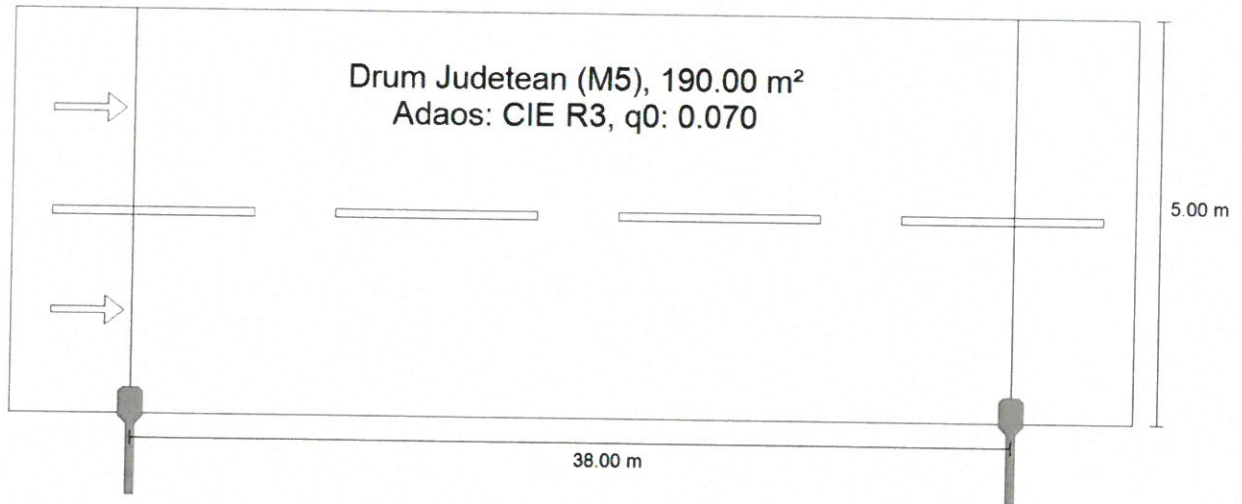 Drum Judetean (M5), 190.00 m²
Adaos: CIE R3, q0: 0.070
5.00 m
38.00 m